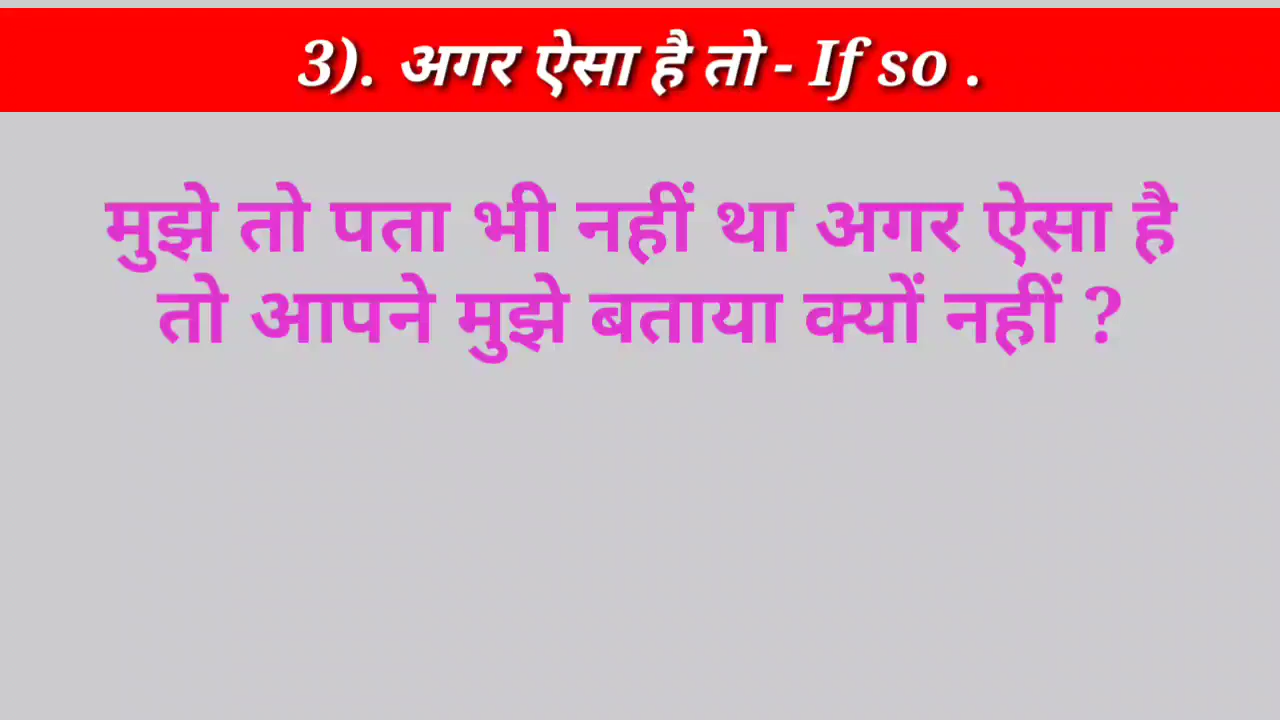 3). अगर ऐसा है तो - If so .
मुझे तो पता भी नहीं था अगर ऐसा है
तो आपने मुझे बताया क्यों नहीं ?